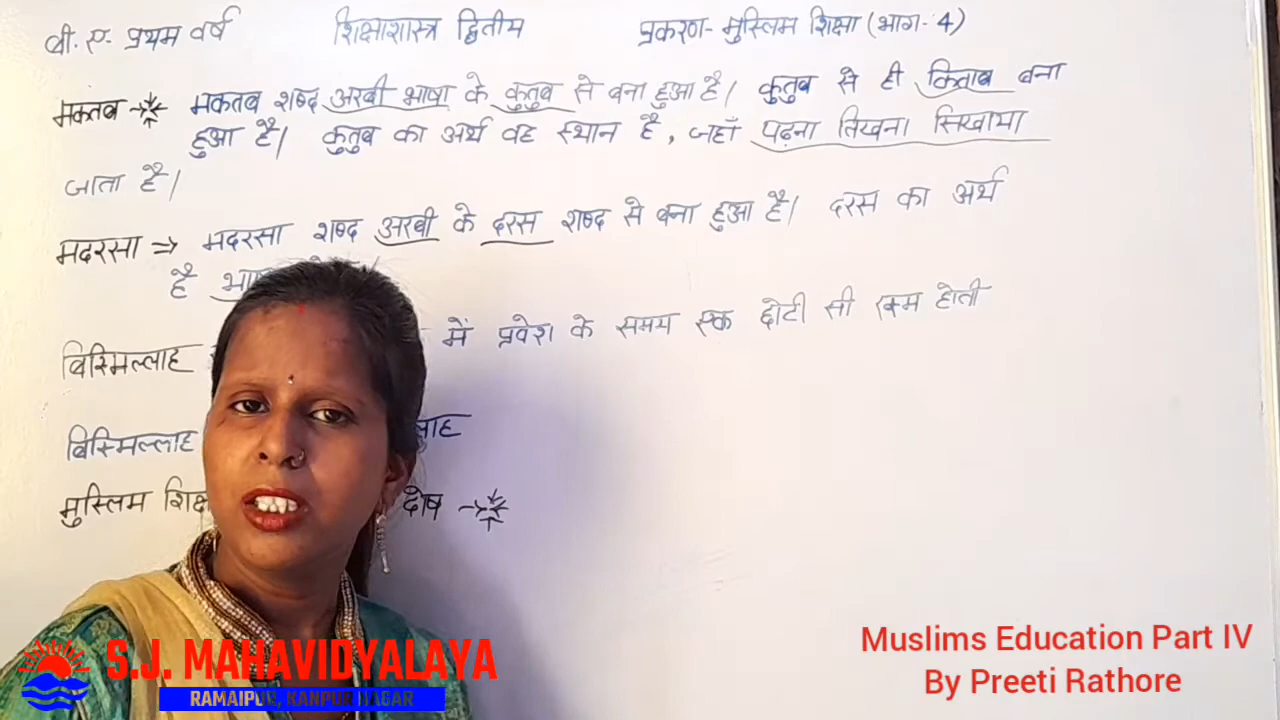 बी. ए. प्रथम वर्ष शिक्षाशास्त्र द्वितीय प्रकरण- मुस्लिम शिक्षा (भाग- 4)
मकतब → मकतब शब्द अरबी भाषा के कुतुब से बना हुआ है। कुतुब से ही किताब बना
हुआ है। कुतुब का अर्थ वह स्थान है, जहाँ पढ़ना लिखना सिखाया
जाता है।
मदरसा ⇒ मदरसा शब्द अरबी के दरस शब्द से बना हुआ है। दरस का अर्थ
है
बिस्मिल्लाह में प्रवेश के समय एक छोटी सी रकम होती
बिस्मिल्लाह
मुस्लिम दोष →
S.J. MAHAVIDYALAYA
RAMAIPUR, KANPUR NAGAR
Muslims Education Part IV
By Preeti Rathore